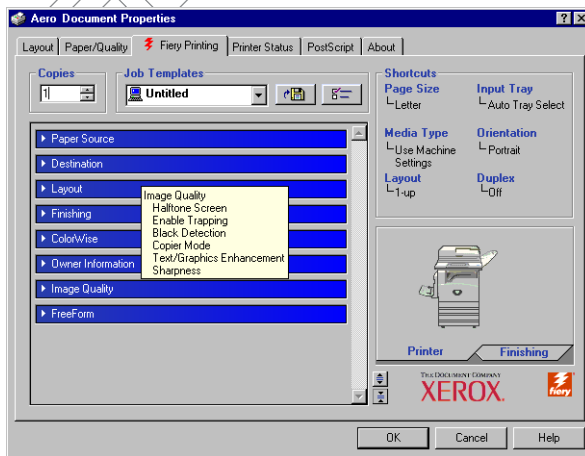 Aero Document Properties
Layout
Paper/Quality
Fiery Printing
Printer Status
PostScript
About
Copies
1
Job Templates
Untitled
Paper Source
Destination
Layout
Finishing
ColorWise
Owner Information
Image Quality
FreeForm
Image Quality
Halftone Screen
Enable Trapping
Black Detection
Copier Mode
Text/Graphics Enhancement
Sharpness
Shortcuts
Page Size
Letter
Input Tray
Auto Tray Select
Media Type
Use Machine
Settings
Orientation
Portrait
Layout
1-up
Duplex
Off
Printer
Finishing
THE DOCUMENT COMPANY
XEROX.
fiery
OK
Cancel
Help